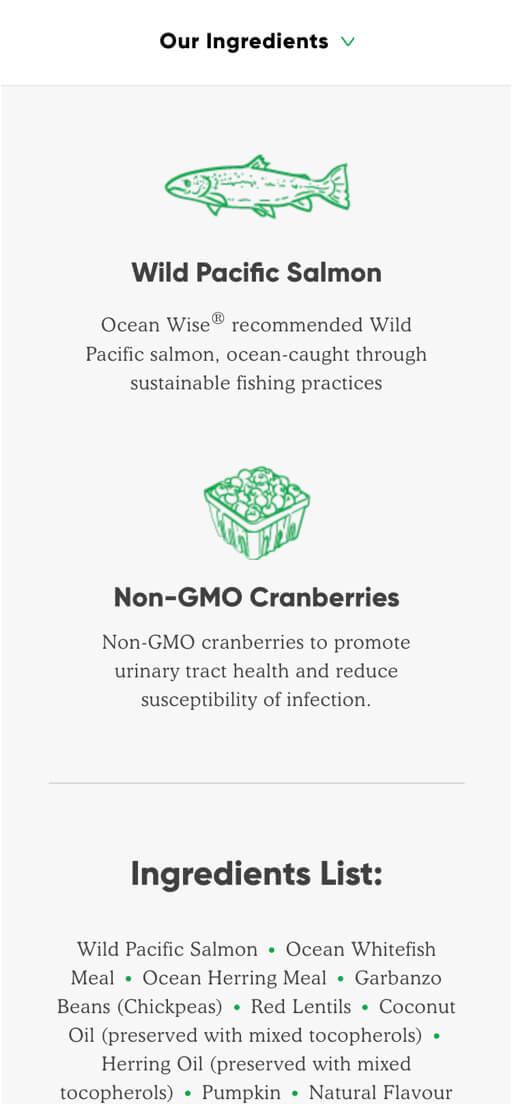 Our Ingredients
Wild Pacific Salmon
Ocean Wise® recommended Wild
Pacific salmon, ocean-caught through
sustainable fishing practices
Non-GMO Cranberries
Non-GMO cranberries to promote
urinary tract health and reduce
susceptibility of infection.
Ingredients List:
Wild Pacific Salmon • Ocean Whitefish
Meal • Ocean Herring Meal • Garbanzo
Beans (Chickpeas) • Red Lentils • Coconut
Oil (preserved with mixed tocopherols) •
Herring Oil (preserved with mixed
tocopherols) • Pumpkin • Natural Flavour